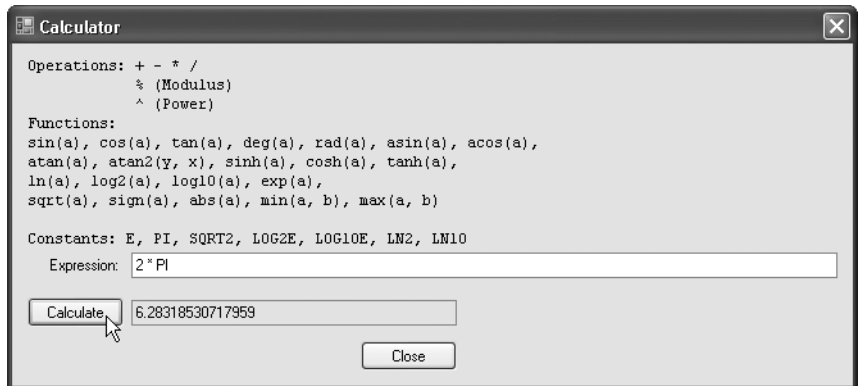 Calculator
Operations: + - * /
% (Modulus)
^ (Power)
Functions:
sin(a), cos(a), tan(a), deg(a), rad(a), asin(a), acos(a),
atan(a), atan2(y, x), sinh(a), cosh(a), tanh(a),
ln(a), log2(a), log10(a), exp(a),
sqrt(a), sign(a), abs(a), min(a, b), max(a, b)
Constants: E, PI, SQRT2, LOG2E, LOG10E, LN2, LN10
Expression: 2 * PI
Calculate 6.28318530717959
Close